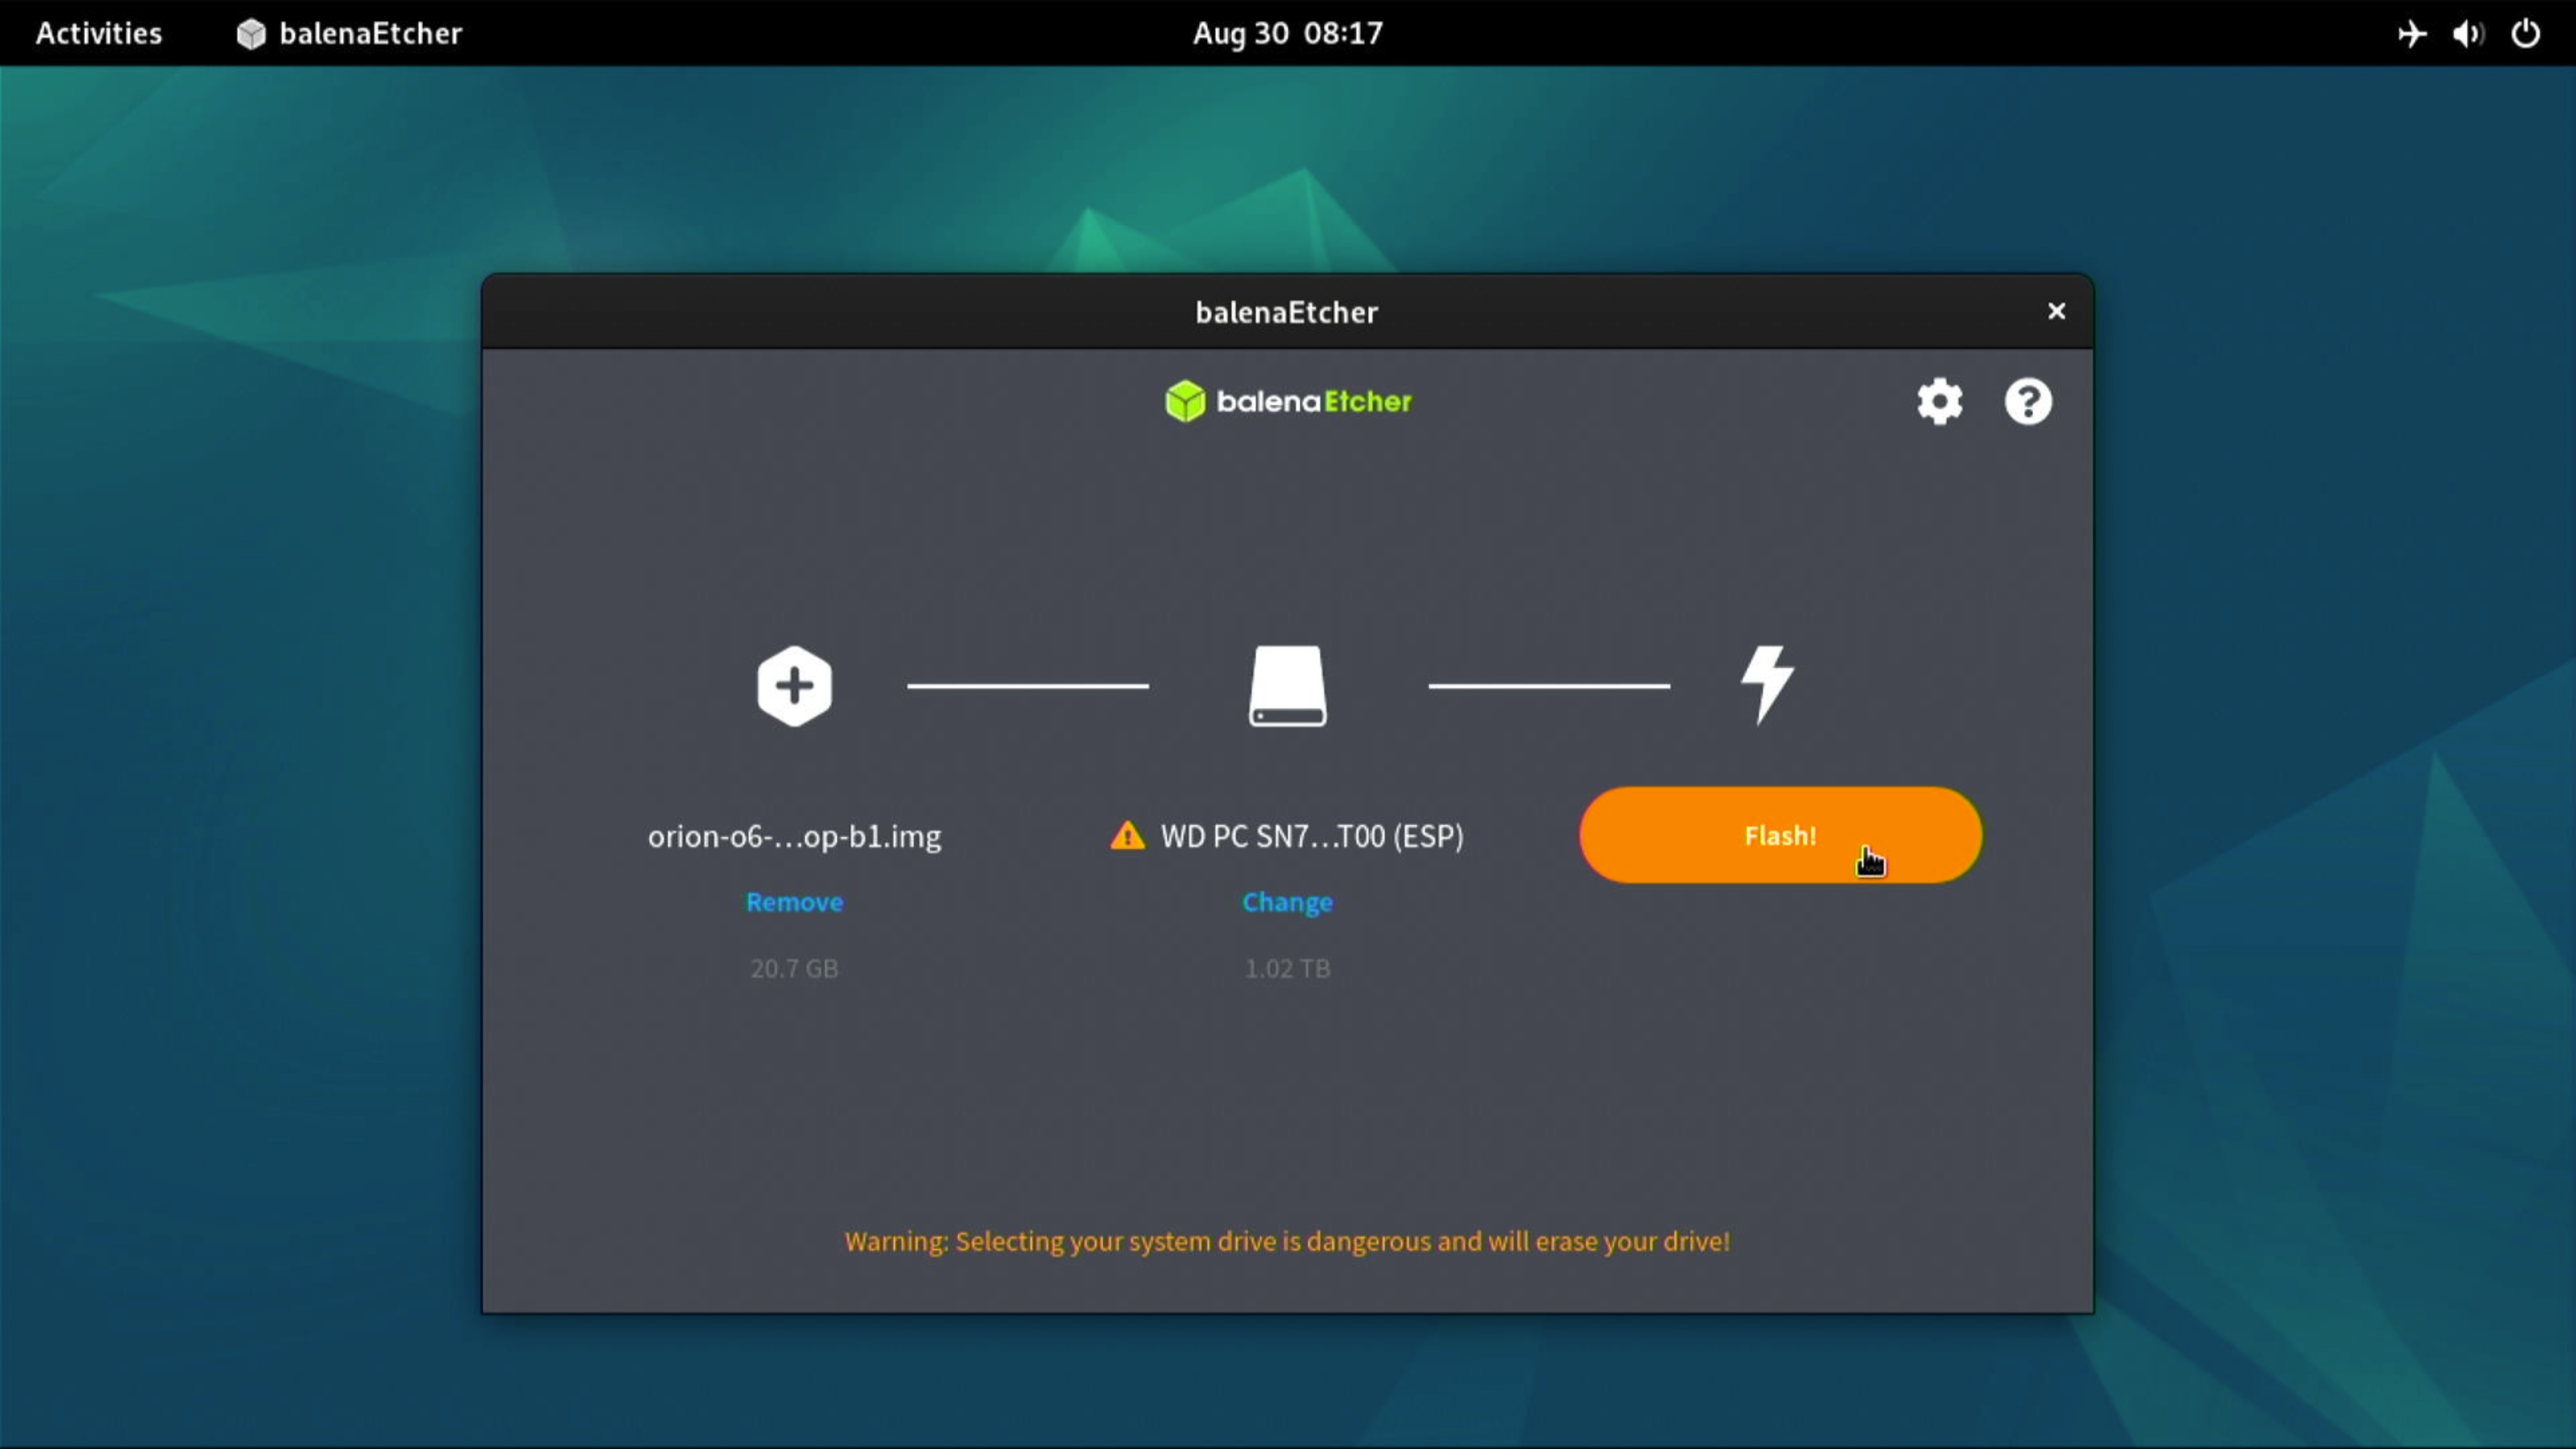 Activities balenaEtcher Aug 30 08:17
balenaEtcher
balenaEtcher
orion-o6-...op-b1.img WD PC SN7...T00 (ESP) Flash!
Remove Change
20.7 GB 1.02 TB
Warning: Selecting your system drive is dangerous and will erase your drive!